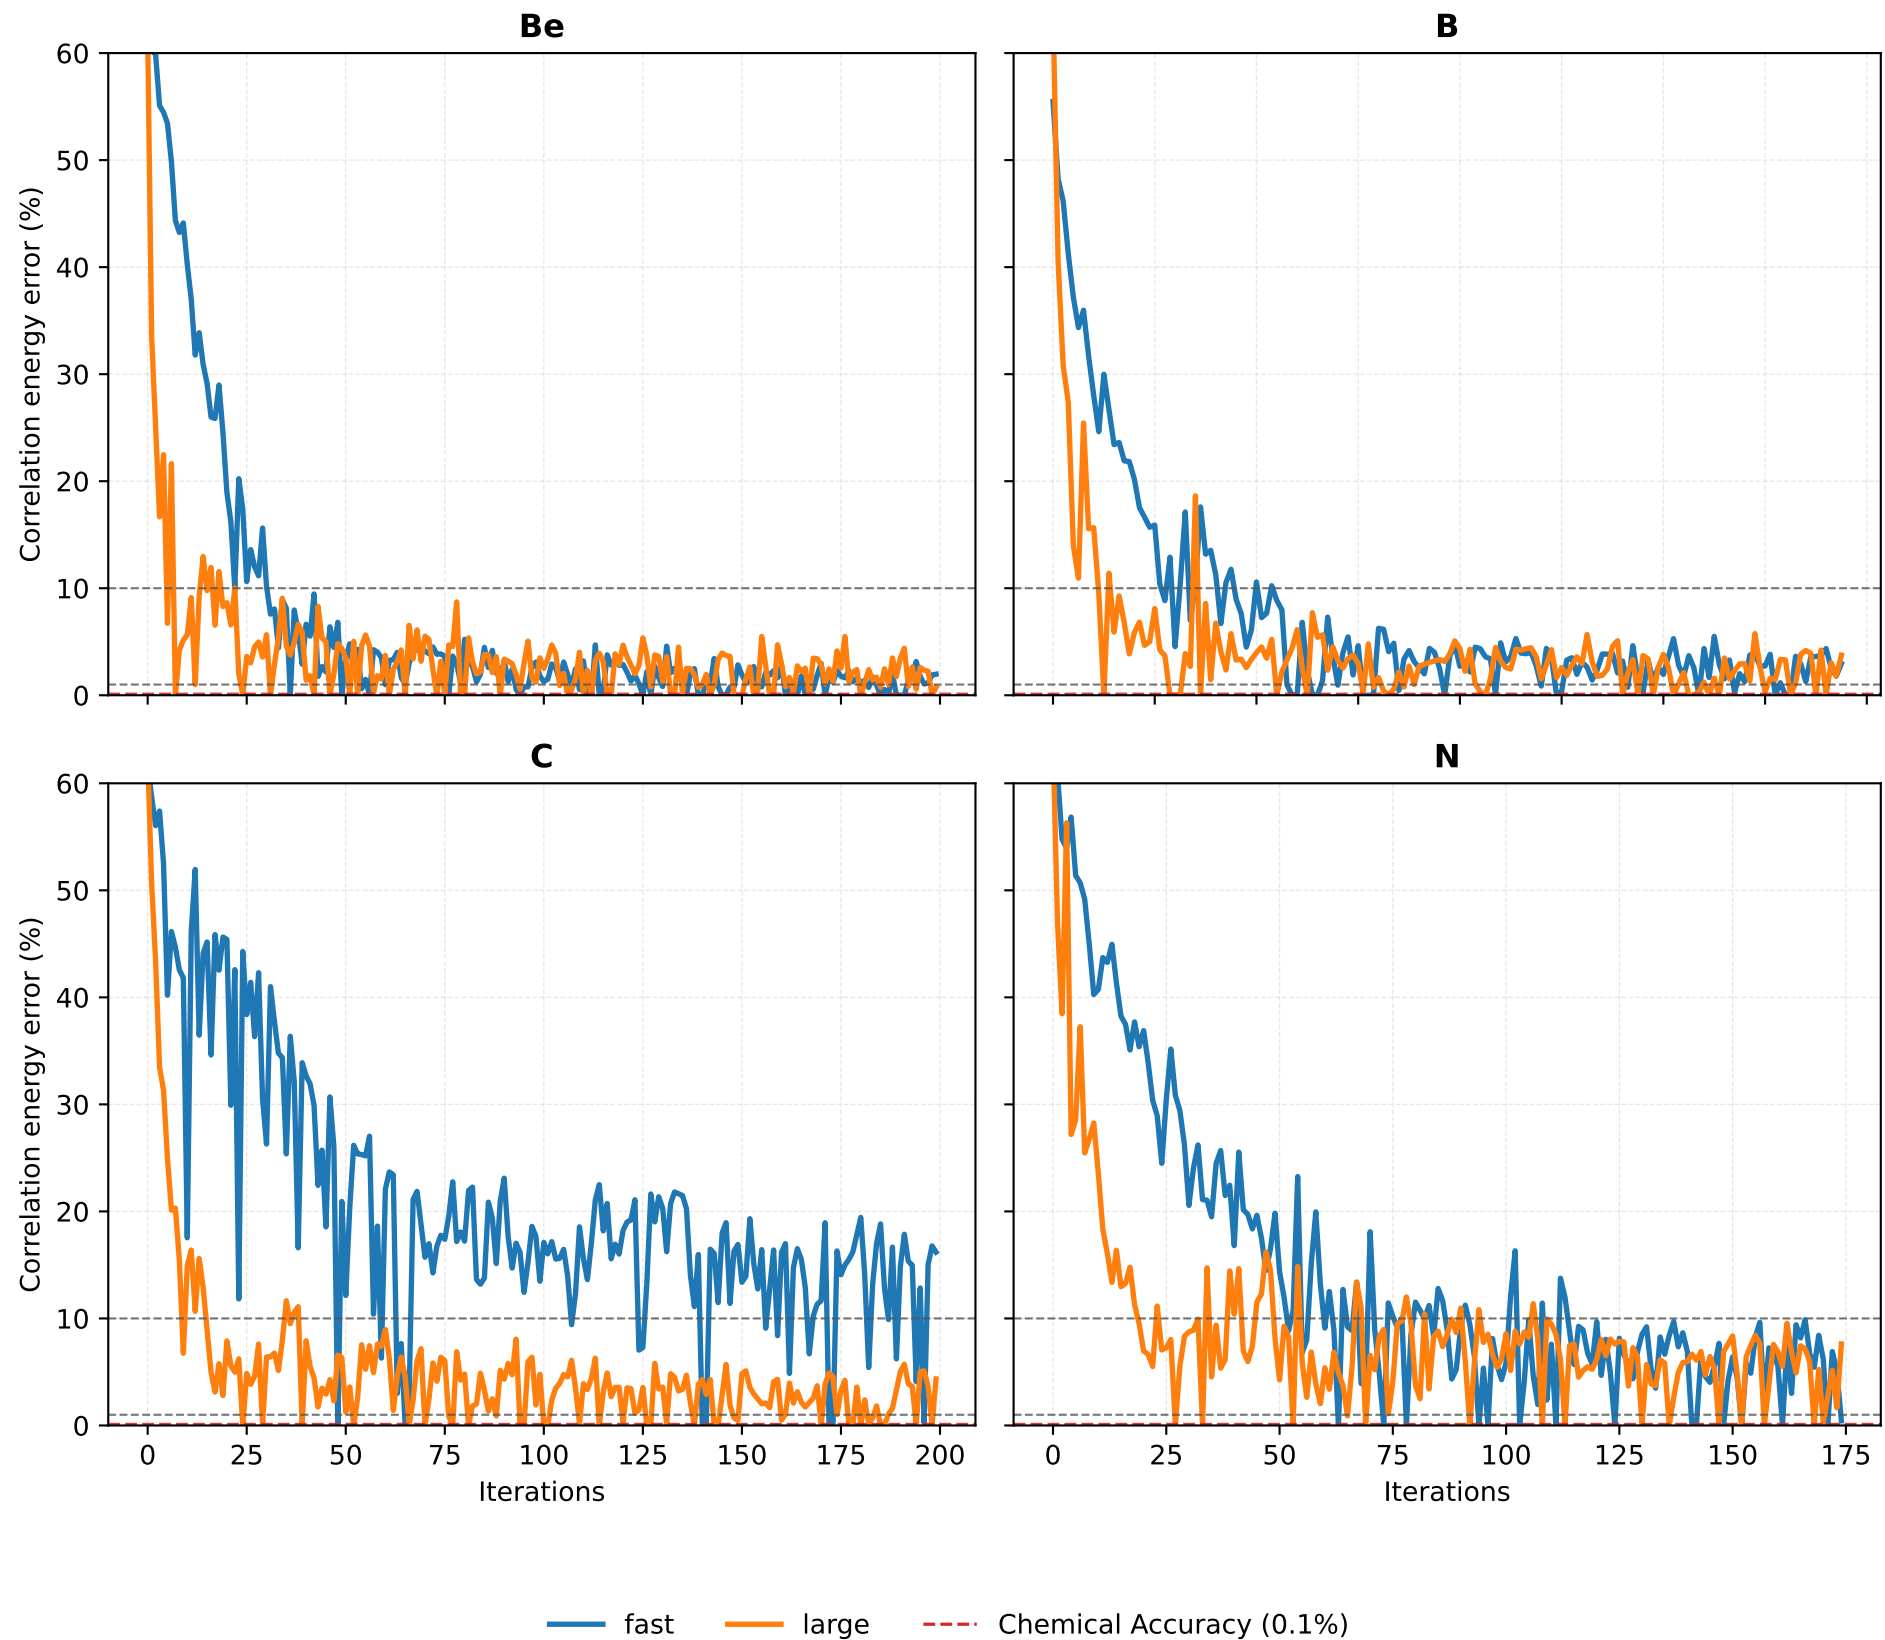 Be
B
60
50
40
30
20
10
0
Correlation energy error (%)
C
N
60
50
40
30
20
10
0
Correlation energy error (%)
0 25 50 75 100 125 150 175 200
0 25 50 75 100 125 150 175
Iterations
Iterations
fast large Chemical Accuracy (0.1%)